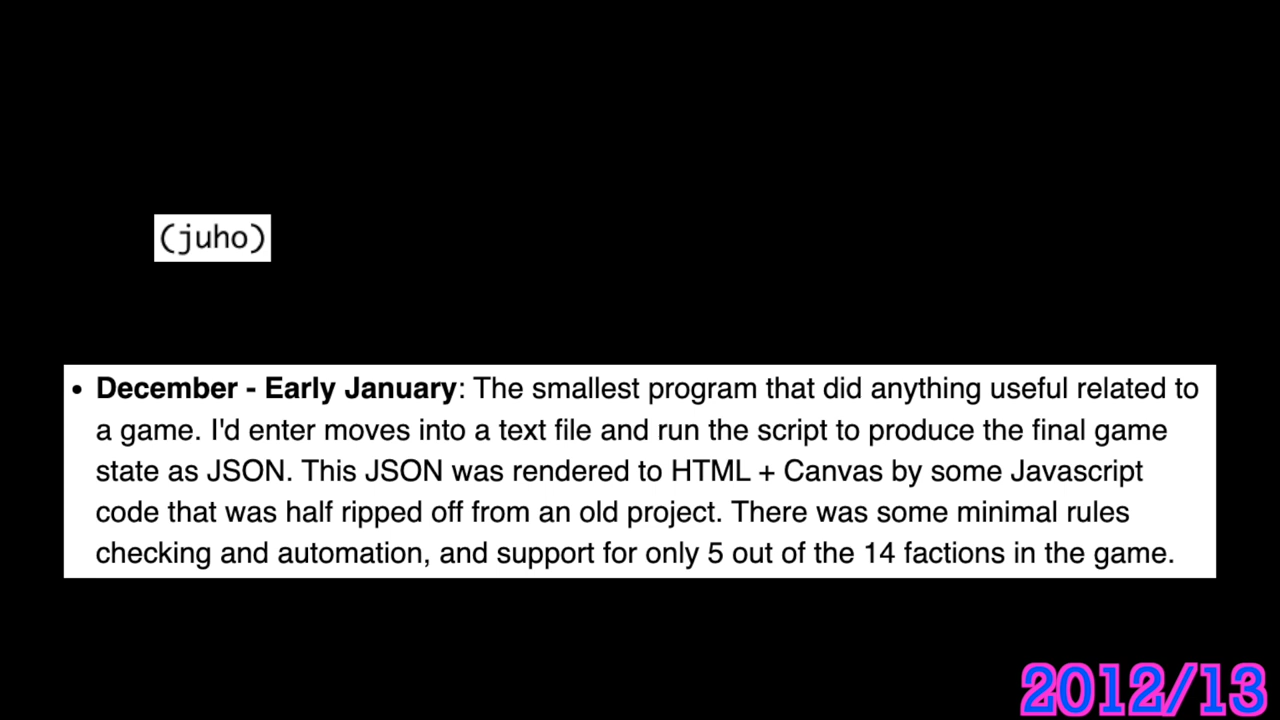 (juho)
• December - Early January: The smallest program that did anything useful related to
a game. I'd enter moves into a text file and run the script to produce the final game
state as JSON. This JSON was rendered to HTML + Canvas by some Javascript
code that was half ripped off from an old project. There was some minimal rules
checking and automation, and support for only 5 out of the 14 factions in the game.
2012/13